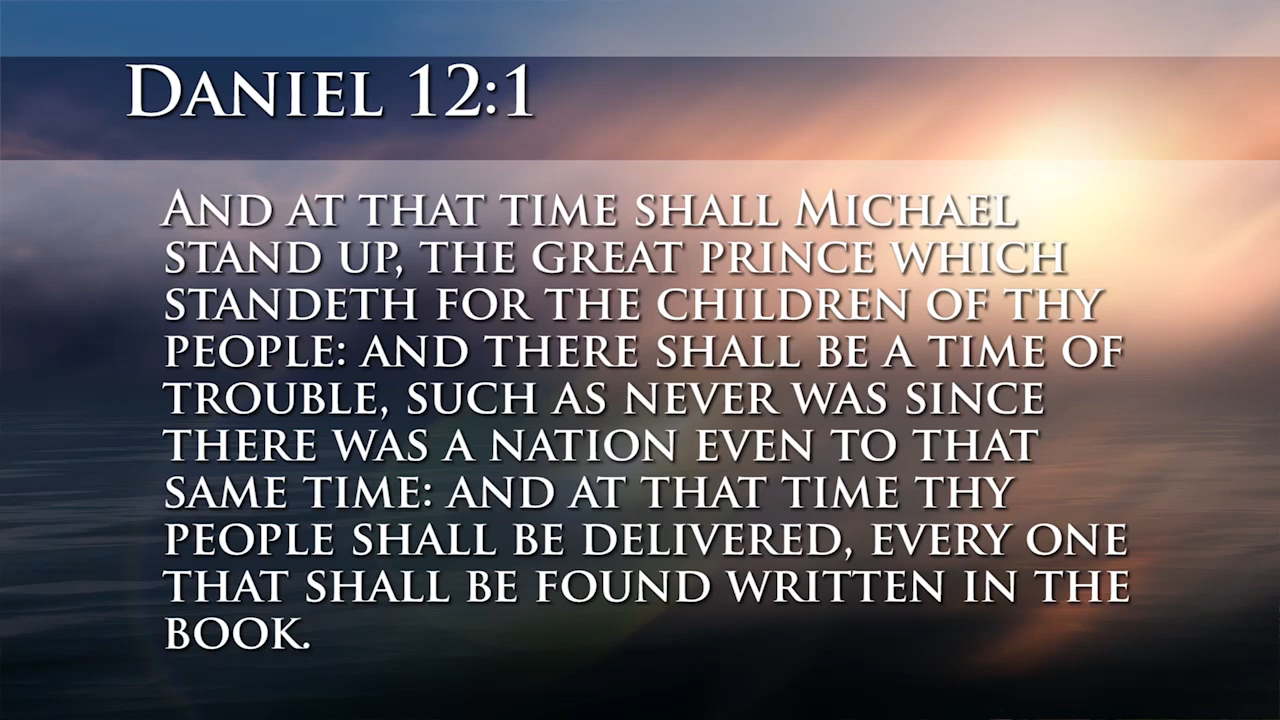 Daniel 12:1
And at that time shall Michael
stand up, the great prince which
standeth for the children of thy
people: and there shall be a time of
trouble, such as never was since
there was a nation even to that
same time: and at that time thy
people shall be delivered, every one
that shall be found written in the
book.